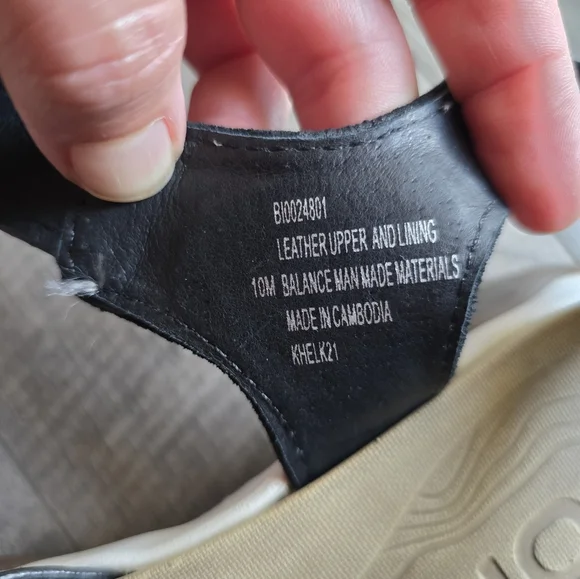 BI0024801
LEATHER UPPER AND LINING
10M BALANCE MAN MADE MATERIALS
MADE IN CAMBODIA
KHELK21